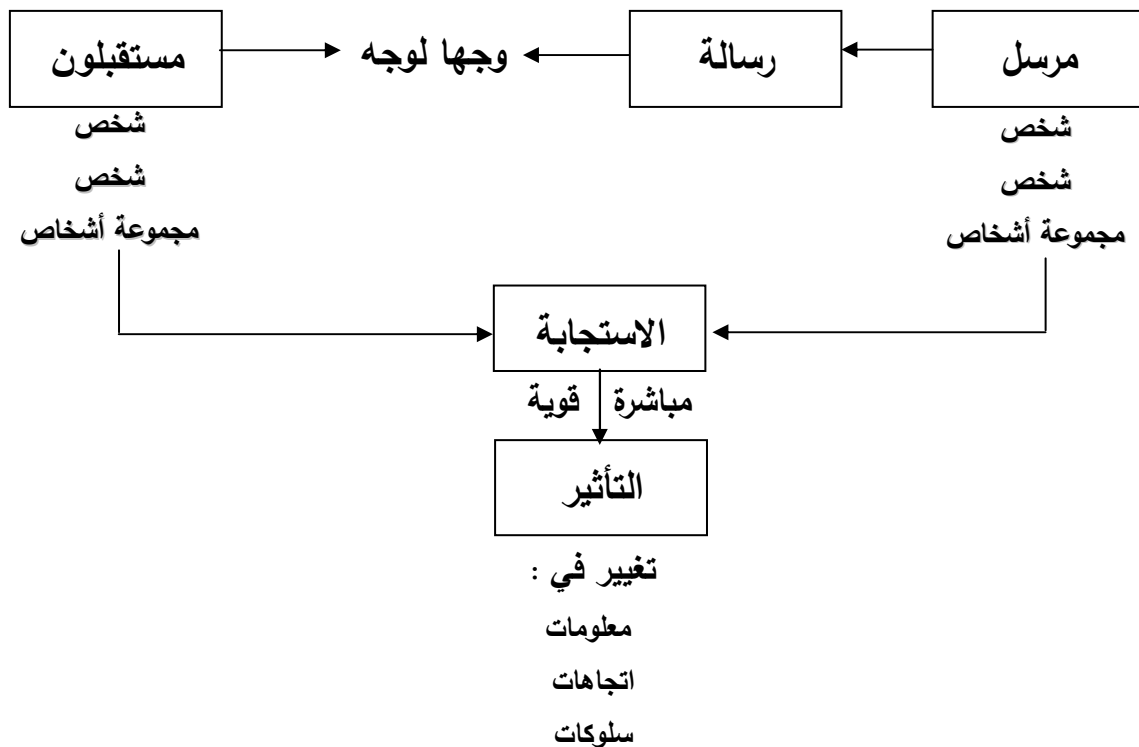 مرسل
رسالة
وجها لوجه
مستقبلون
شخص
شخص
مجموعة أشخاص
شخص
شخص
مجموعة أشخاص
الاستجابة
مباشرة
قوية
التأثير
تغيير في :
معلومات
اتجاهات
سلوكات